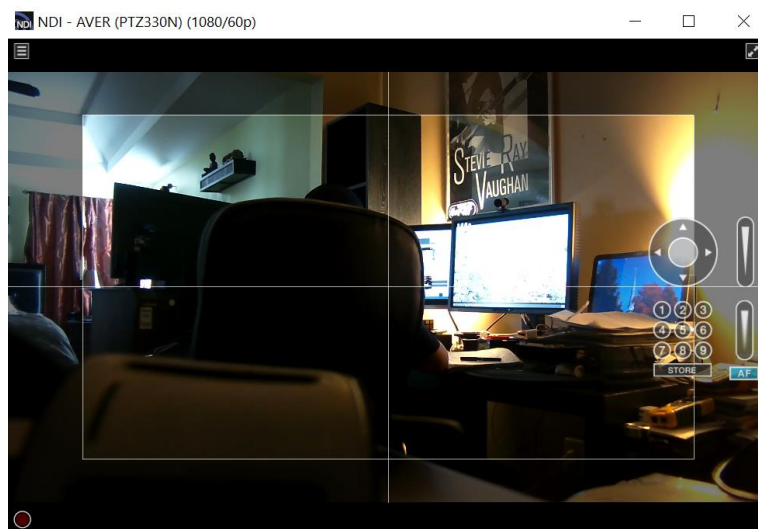 NDI
NDI - AVER (PTZ330N) (1080/60p)
STEVIE RAY
VAUGHAN
1 2 3
4 5 6
7 8 9
STORE
AF